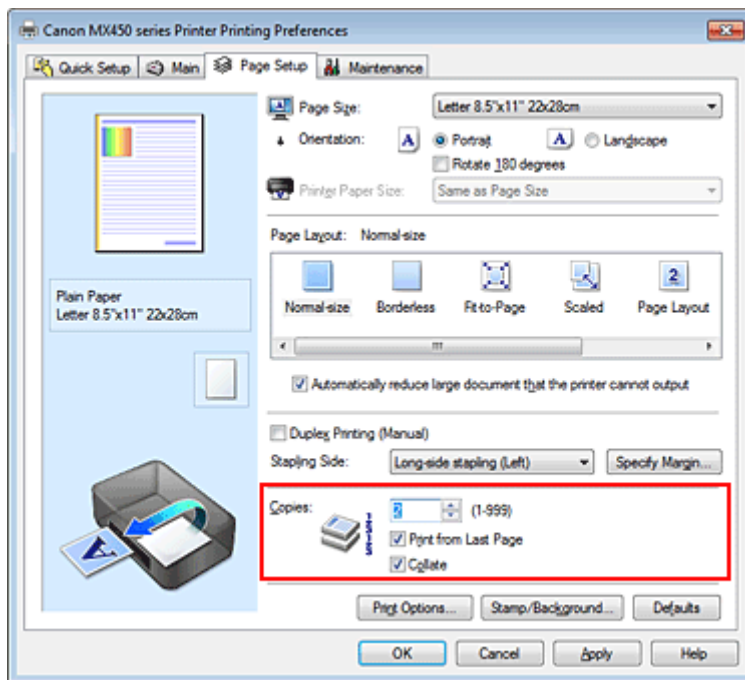 Canon MX450 series Printer Printing Preferences
Quick Setup Main Page Setup Maintenance
Page Size: Letter 8.5"x11" 22x28cm
Orientation: A Portrait A Landscape
Rotate 180 degrees
Printer Paper Size: Same as Page Size
Page Layout: Normal-size
2
Normal-size Borderless Fit-to-Page Scaled Page Layout
Plain Paper
Letter 8.5"x11" 22x28cm
Automatically reduce large document that the printer cannot output
Duplex Printing (Manual)
Stapling Side: Long-side stapling (Left) Specify Margin...
Copies: 2 (1-999)
Print from Last Page
Collate
A
Print Options... Stamp/Background... Defaults
OK Cancel Apply Help